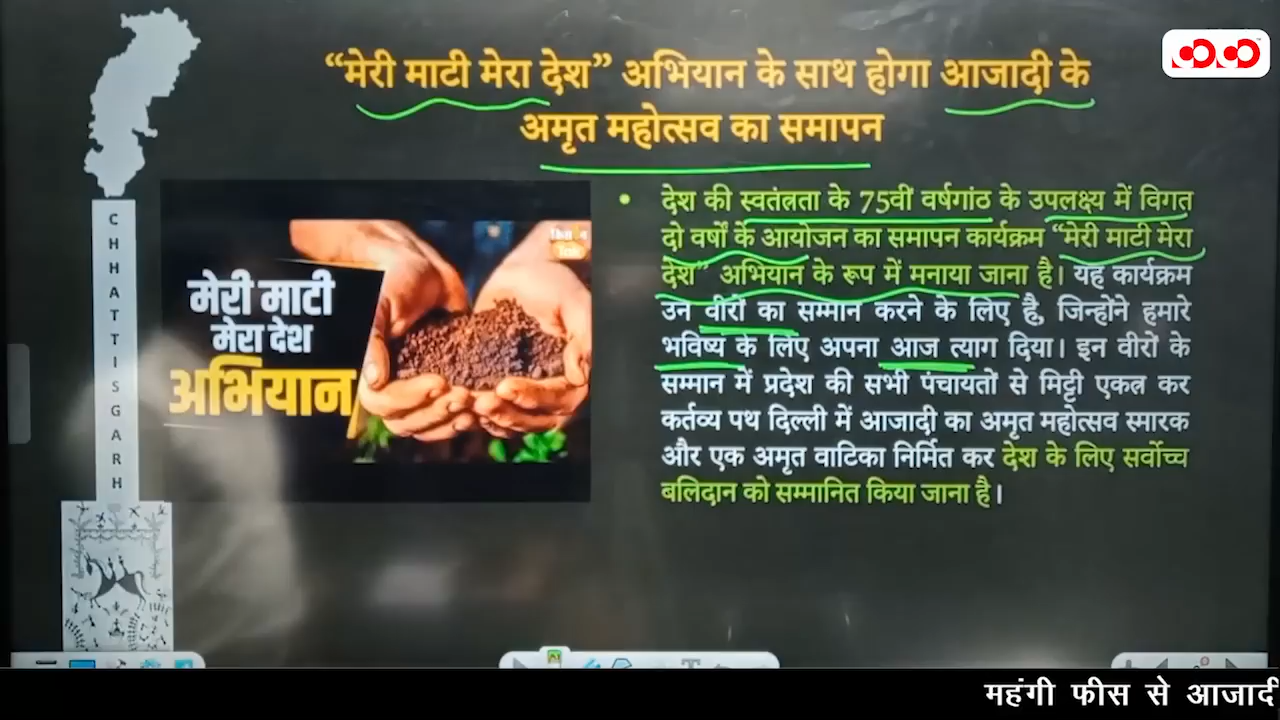 “मेरी माटी मेरा देश” अभियान के साथ होगा आजादी के
अमृत महोत्सव का समापन
CHHATTISGARH
मेरी माटी
मेरा देश
अभियान
• देश की स्वतंत्रता के 75वीं वर्षगांठ के उपलक्ष्य में विगत
दो वर्षों के आयोजन का समापन कार्यक्रम “मेरी माटी मेरा
देश” अभियान के रूप में मनाया जाना है। यह कार्यक्रम
उन वीरों का सम्मान करने के लिए है, जिन्होंने हमारे
भविष्य के लिए अपना आज त्याग दिया। इन वीरों के
सम्मान में प्रदेश की सभी पंचायतों से मिट्टी एकत्र कर
कर्तव्य पथ दिल्ली में आजादी का अमृत महोत्सव स्मारक
और एक अमृत वाटिका निर्मित कर देश के लिए सर्वोच्च
बलिदान को सम्मानित किया जाना है।
महंगी फीस से आजादी